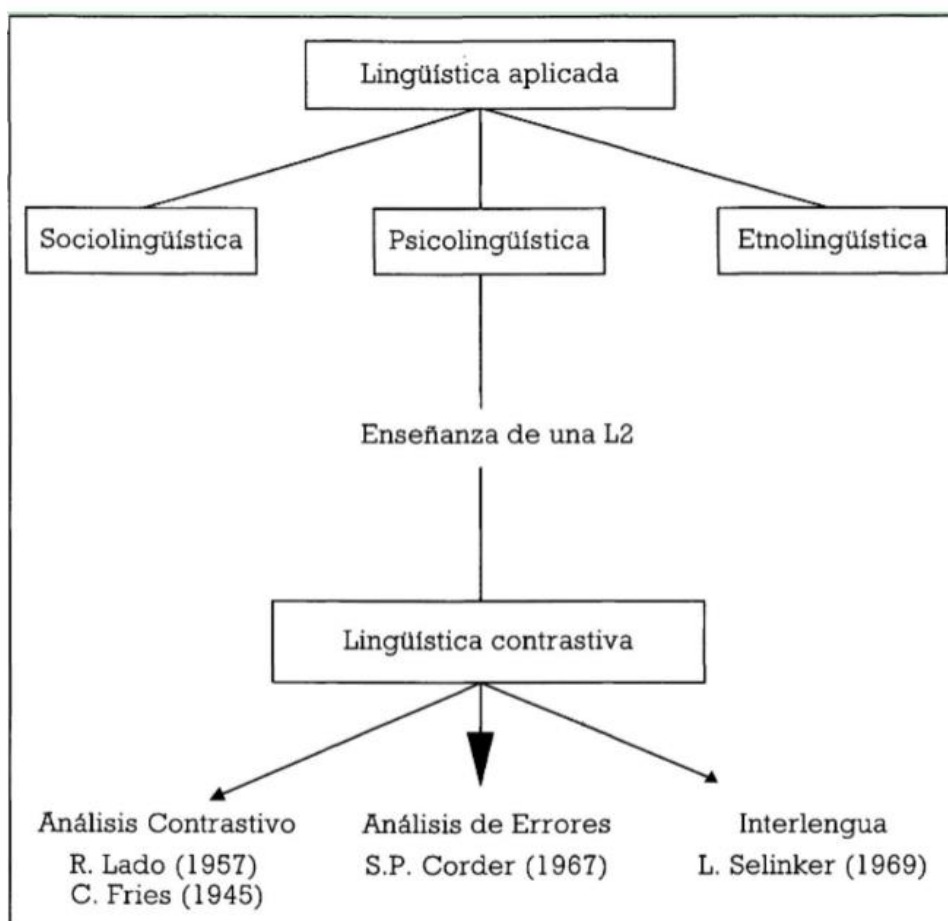 Lingüística aplicada
Sociolingüística
Psicolingüística
Etnolingüística
Enseñanza de una L2
Lingüística contrastiva
Análisis Contrastivo
R. Lado (1957)
C. Fries (1945)
Análisis de Errores
S.P. Corder (1967)
Interlengua
L. Selinker (1969)